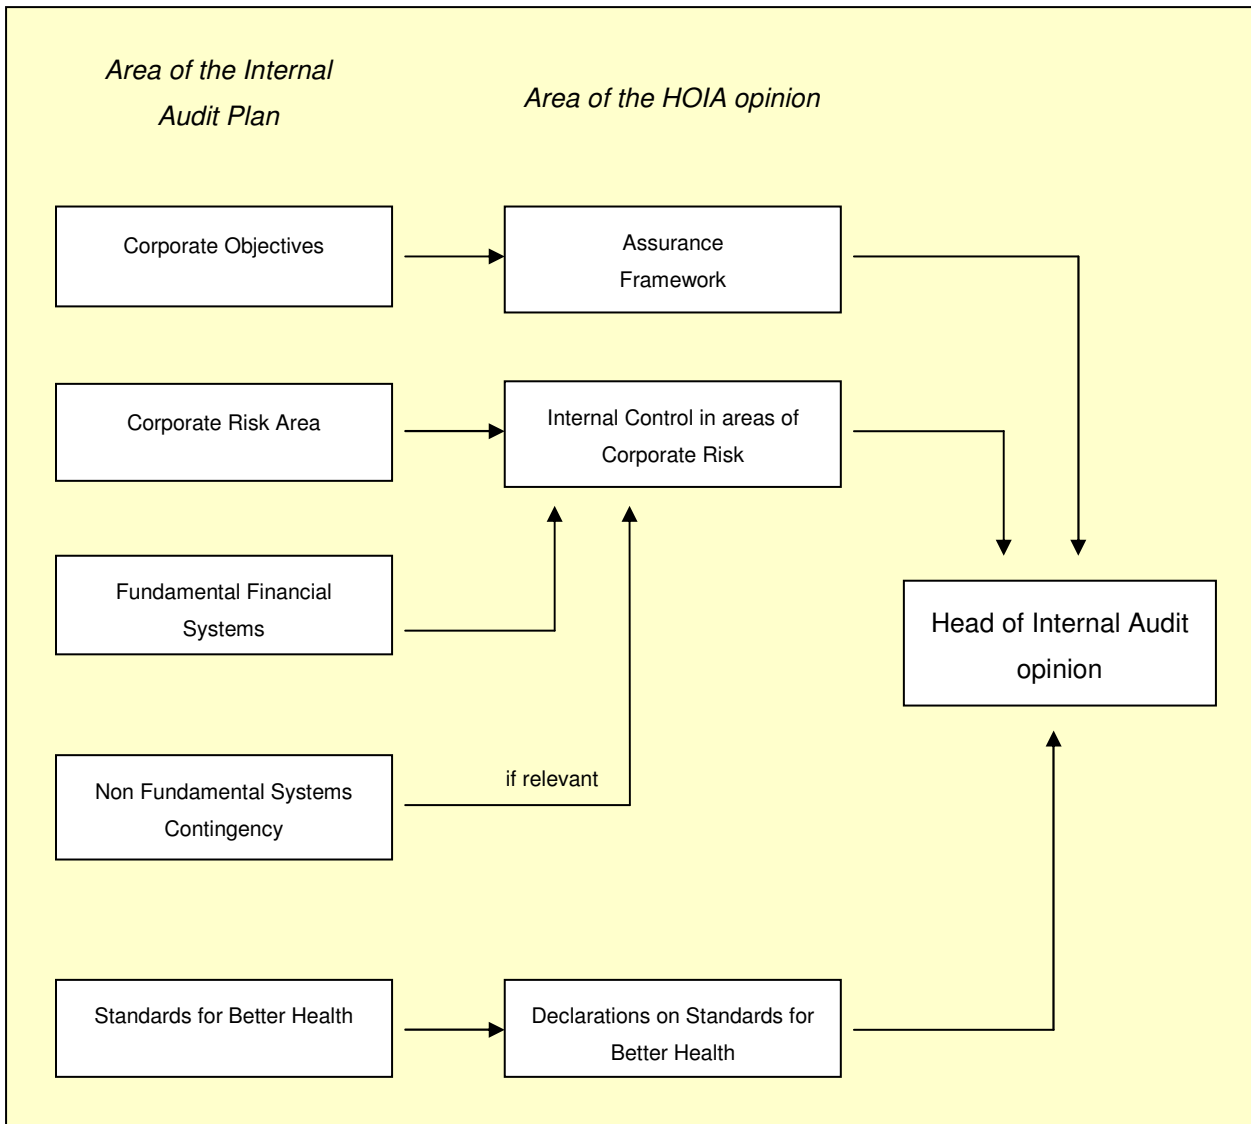 Area of the Internal
Audit Plan
Area of the HOIA opinion
Corporate Objectives
Assurance
Framework
Corporate Risk Area
Internal Control in areas of
Corporate Risk
Fundamental Financial
Systems
Head of Internal Audit
opinion
Non Fundamental Systems
Contingency
if relevant
Standards for Better Health
Declarations on Standards for
Better Health